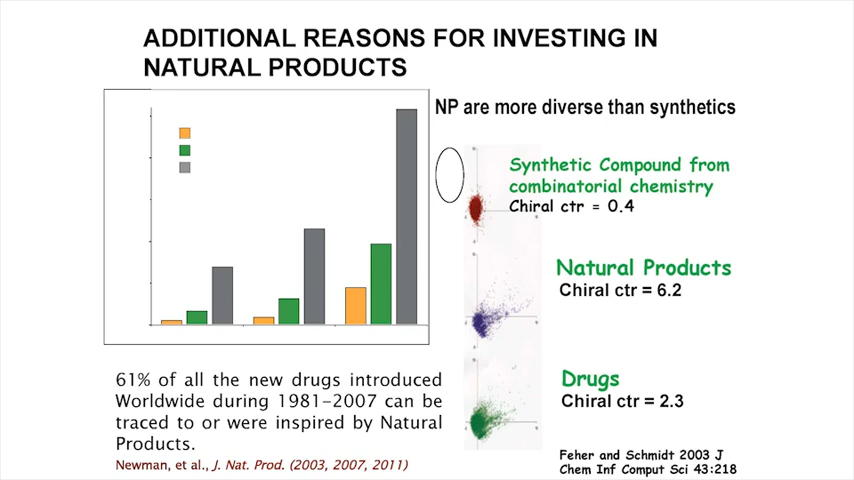 ADDITIONAL REASONS FOR INVESTING IN
NATURAL PRODUCTS
NP are more diverse than synthetics
Synthetic Compound from
combinatorial chemistry
Chiral ctr = 0.4
Natural Products
Chiral ctr = 6.2
Drugs
Chiral ctr = 2.3
61% of all the new drugs introduced
Worldwide during 1981-2007 can be
traced to or were inspired by Natural
Products.
Newman, et al., J. Nat. Prod. (2003, 2007, 2011)
Feher and Schmidt 2003 J
Chem Inf Comput Sci 43:218